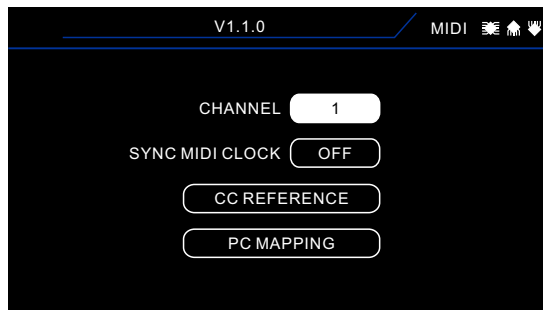 V1.1.0 MIDI
CHANNEL 1
SYNC MIDI CLOCK OFF
CC REFERENCE
PC MAPPING